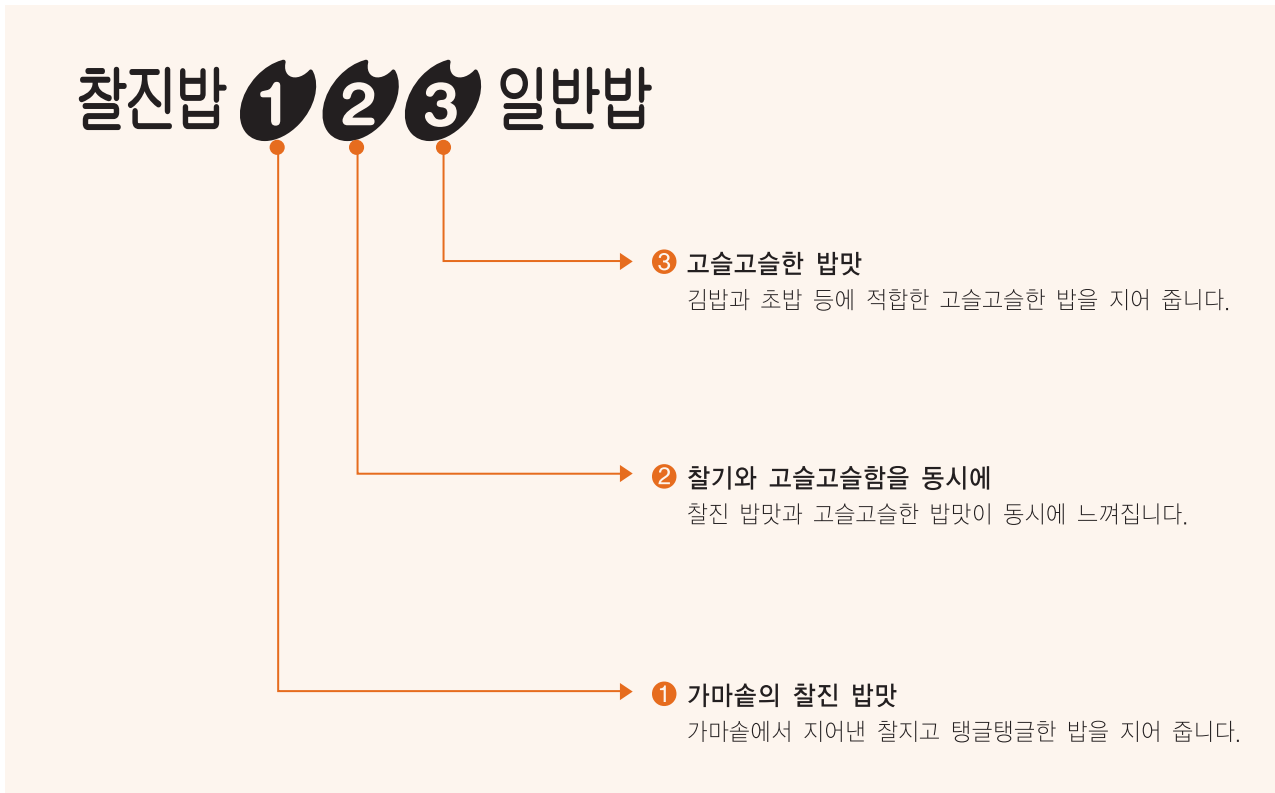 찰진밥 1 2 3 일반밥
3 고슬고슬한 밥맛
김밥과 초밥 등에 적합한 고슬고슬한 밥을 지어 줍니다.
2 찰기와 고슬고슬함을 동시에
찰진 밥맛과 고슬고슬한 밥맛이 동시에 느껴집니다.
1 가마솥의 찰진 밥맛
가마솥에서 지어낸 찰지고 탱글탱글한 밥을 지어 줍니다.